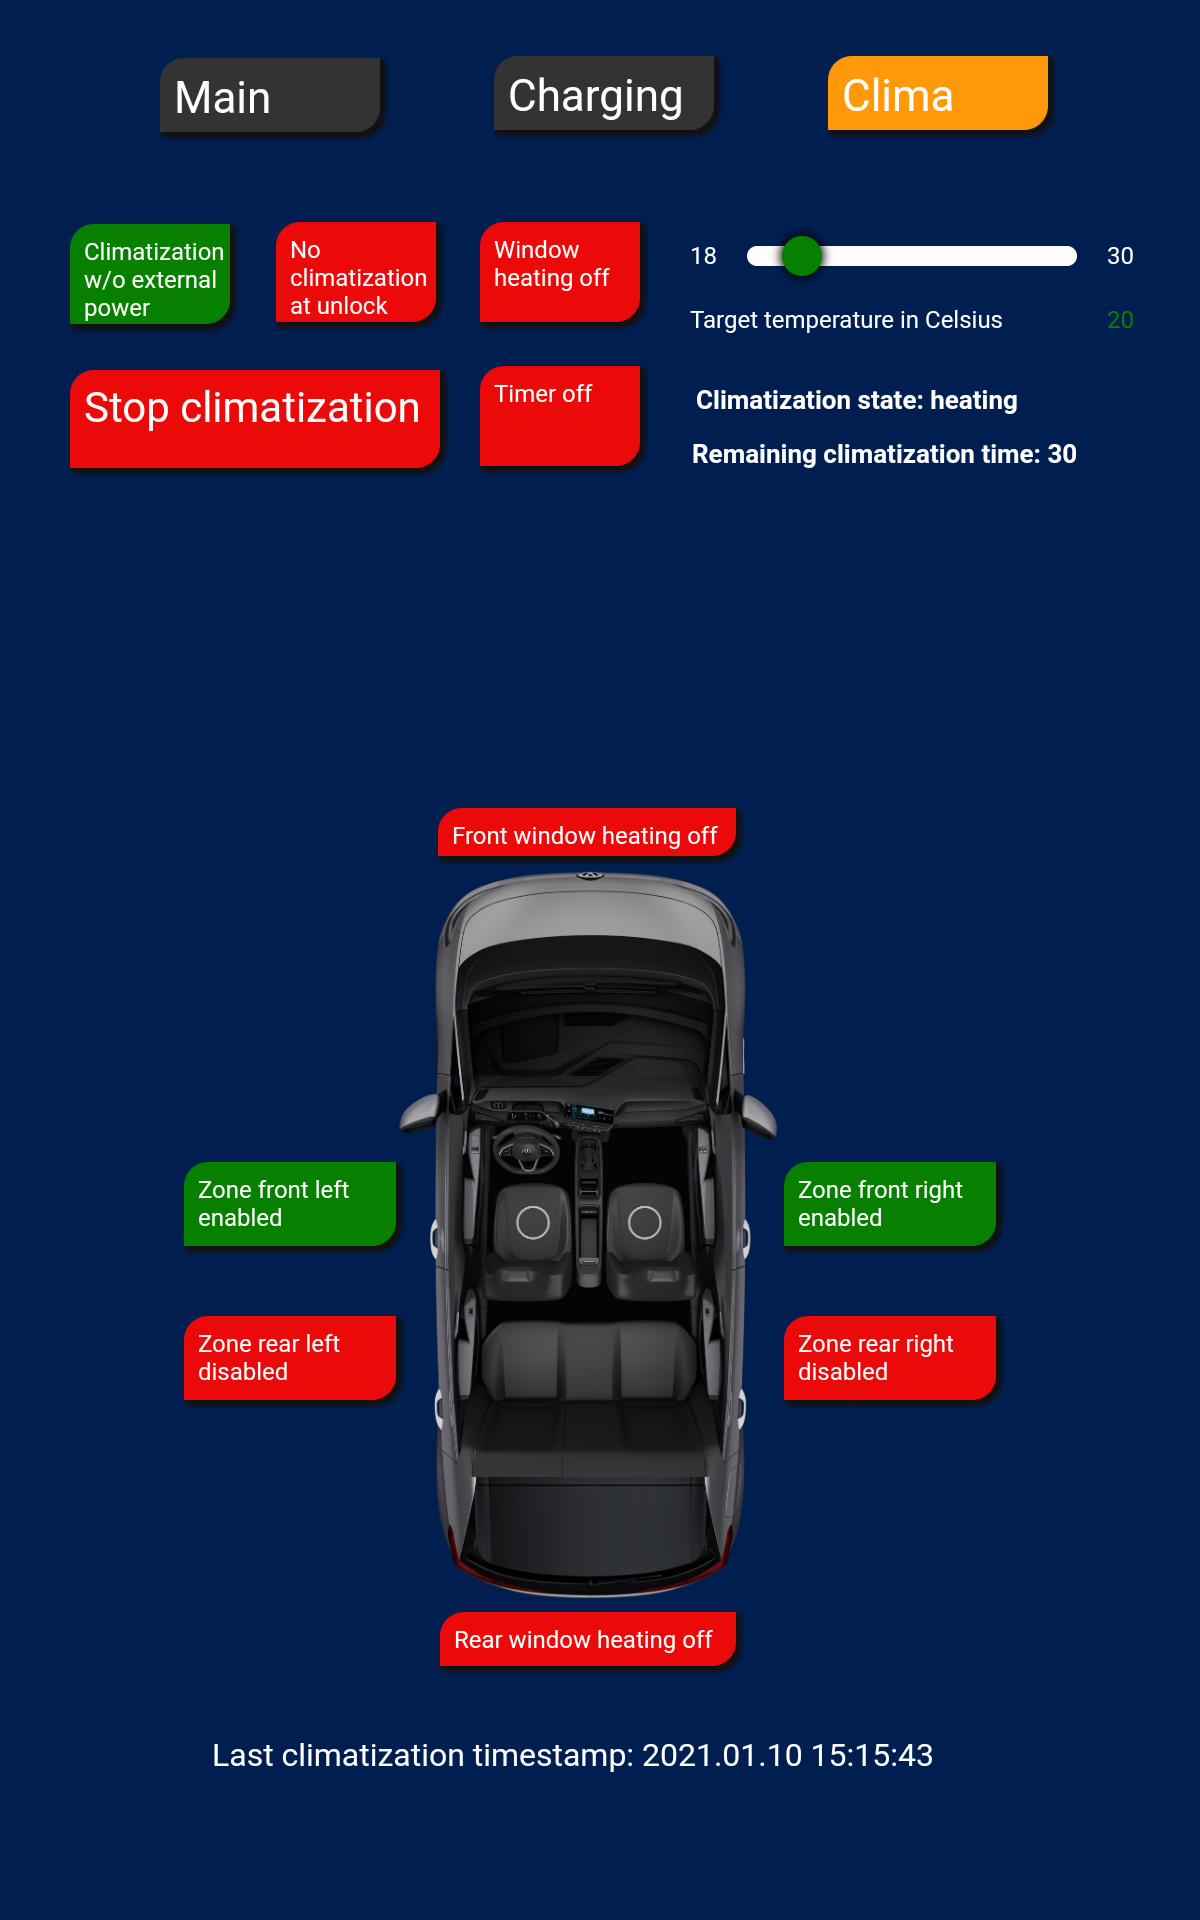 Main
Charging
Clima
Climatization
w/o external
power
No
climatization
at unlock
Window
heating off
18
30
Target temperature in Celsius
20
Stop climatization
Timer off
Climatization state: heating
Remaining climatization time: 30
Front window heating off
Zone front left
enabled
Zone front right
enabled
Zone rear left
disabled
Zone rear right
disabled
Rear window heating off
Last climatization timestamp: 2021.01.10 15:15:43